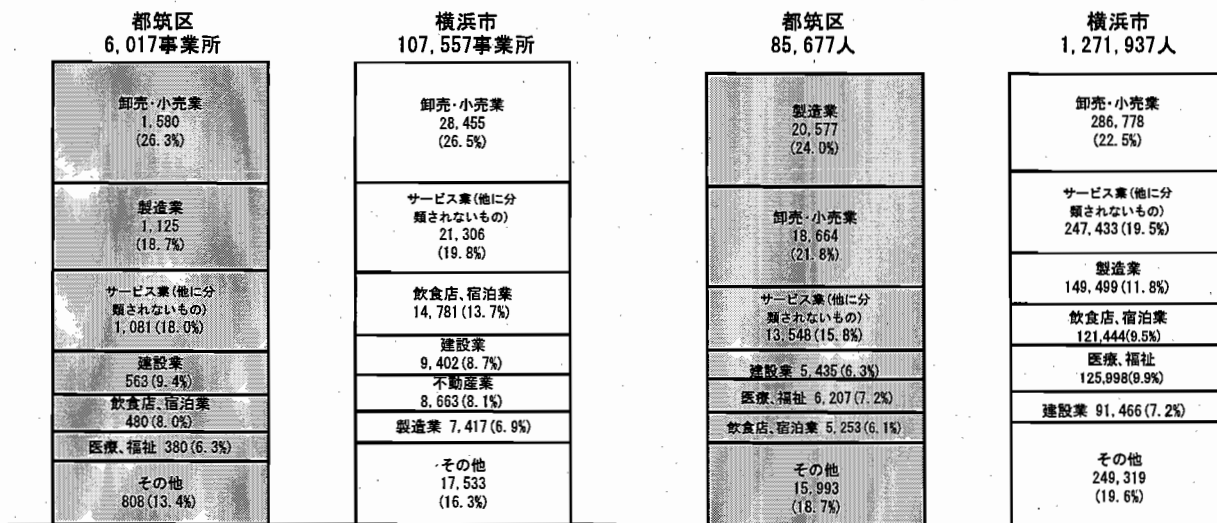 都筑区
6,017事業所
卸売・小売業
1,580
(26.3%)
製造業
1,125
(18.7%)
サービス業(他に分
類されないもの)
1,081(18.0%)
建設業
563(9.4%)
飲食店、宿泊業
480(8.0%)
医療、福祉 380(6.3%)
その他
808(13.4%)
横浜市
107,557事業所
卸売・小売業
28,455
(26.5%)
サービス業(他に分
類されないもの)
21,306
(19.8%)
飲食店、宿泊業
14,781(13.7%)
建設業
9,402(8.7%)
不動産業
8,663(8.1%)
製造業 7,417(6.9%)
その他
17,533
(16.3%)
都筑区
85,677人
製造業
20,577
(24.0%)
卸売・小売業
18,664
(21.8%)
サービス業(他に分
類されないもの)
13,548(15.8%)
建設業 5,435(6.3%)
医療、福祉 6,207(7.2%)
飲食店、宿泊業 5,253(6.1%)
その他
15,993
(18.7%)
横浜市
1,271,937人
卸売・小売業
286,778
(22.5%)
サービス業(他に分
類されないもの)
247,433(19.5%)
製造業
149,499(11.8%)
飲食店、宿泊業
121,444(9.5%)
医療、福祉
125,998(9.9%)
建設業 91,466(7.2%)
その他
249,319
(19.6%)